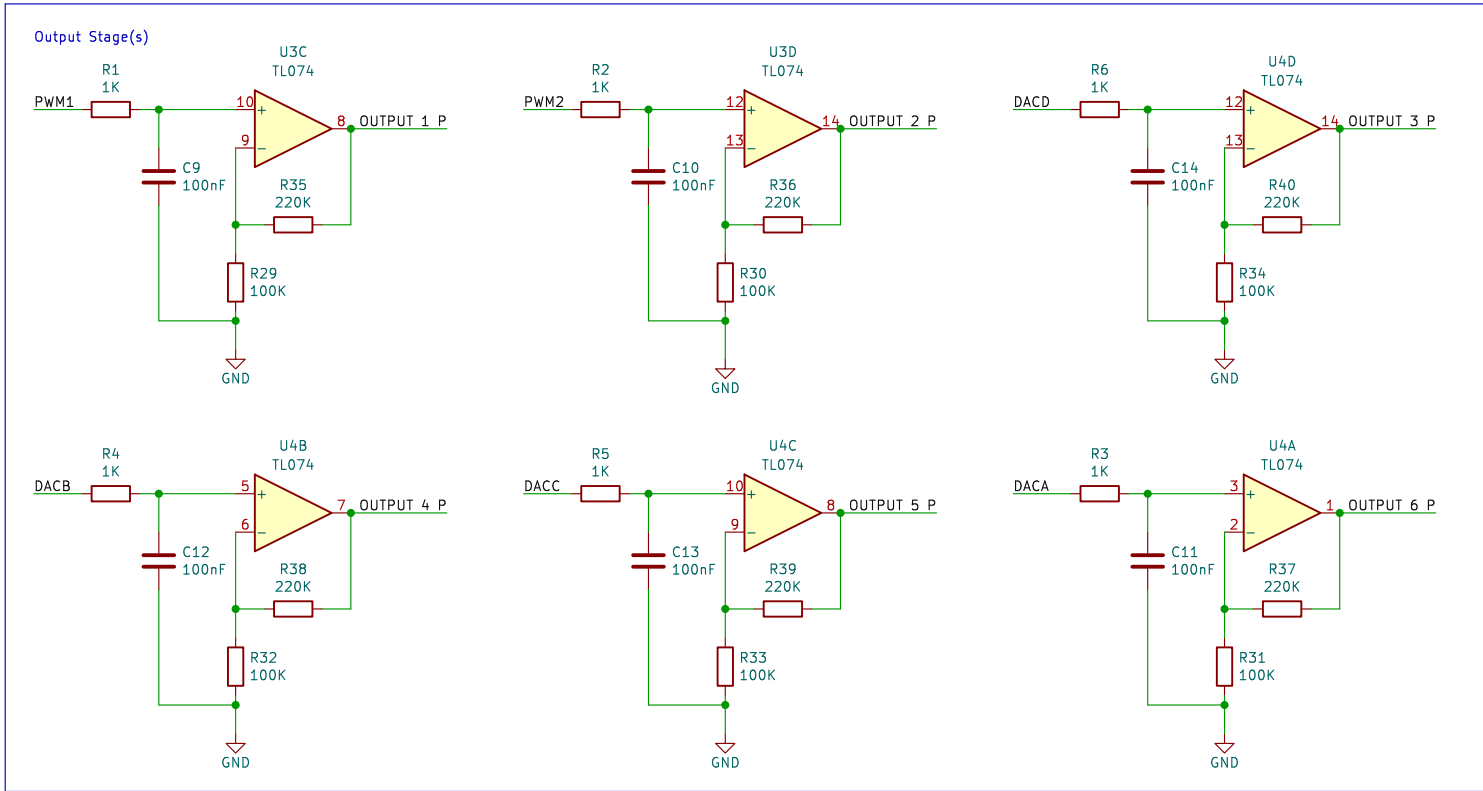 Output Stage(s)
U3C
TL074
R1
1K
PWM1
10
+
9
−
8
OUTPUT 1 P
C9
100nF
R35
220K
R29
100K
GND
U3D
TL074
R2
1K
PWM2
12
+
13
−
14
OUTPUT 2 P
C10
100nF
R36
220K
R30
100K
GND
U4D
TL074
R6
1K
DACD
12
+
13
−
14
OUTPUT 3 P
C14
100nF
R40
220K
R34
100K
GND
U4B
TL074
R4
1K
DACB
5
+
6
−
7
OUTPUT 4 P
C12
100nF
R38
220K
R32
100K
GND
U4C
TL074
R5
1K
DACC
10
+
9
−
8
OUTPUT 5 P
C13
100nF
R39
220K
R33
100K
GND
U4A
TL074
R3
1K
DACA
3
+
2
−
1
OUTPUT 6 P
C11
100nF
R37
220K
R31
100K
GND